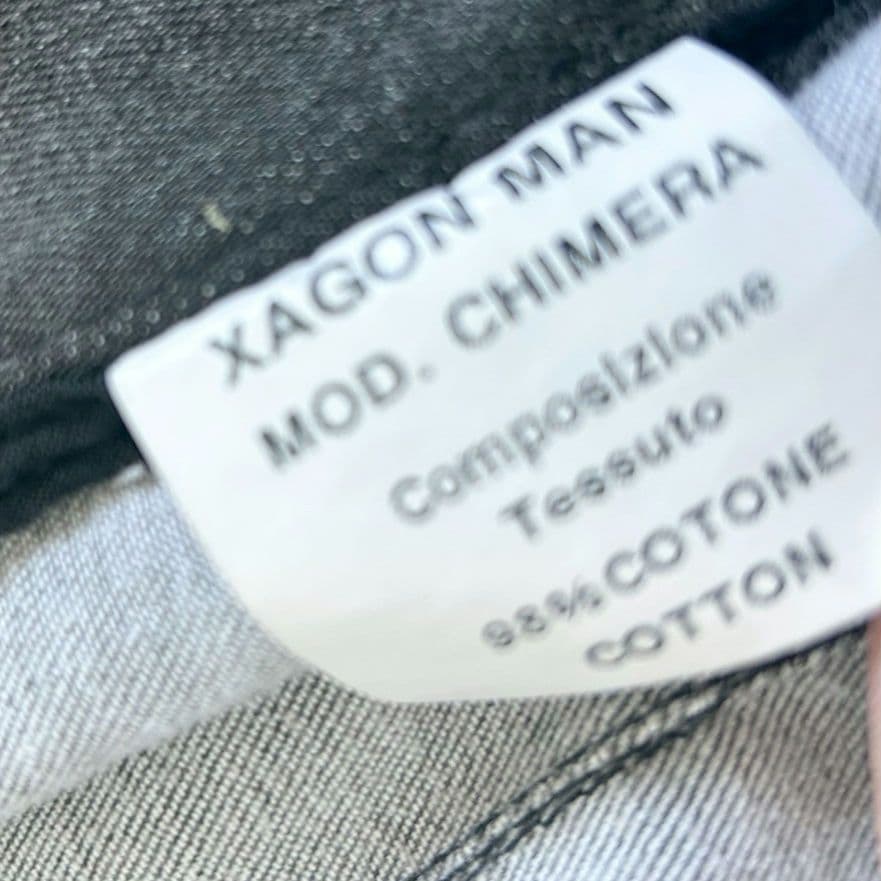 XAGON MAN
MOD. CHIMERA
Composizione
Tessuto
98% COTONE
COTTON